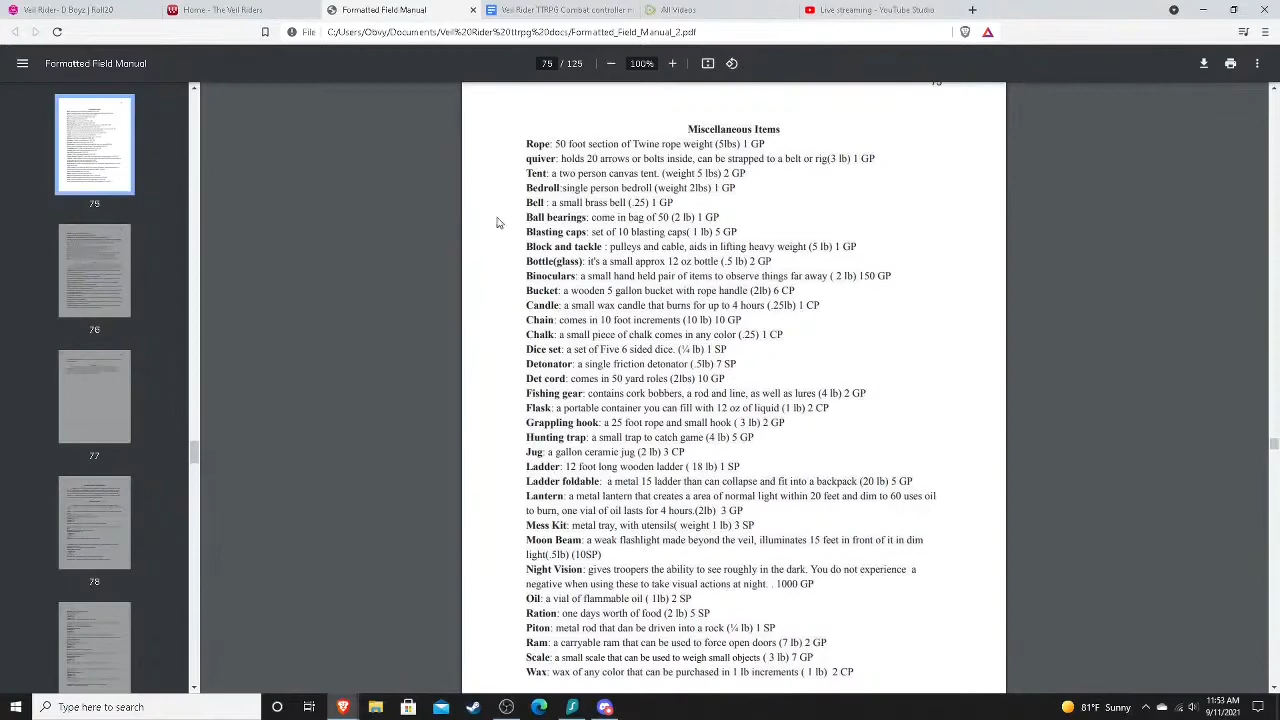 Veil Rider - D Booyej
Home - The Veil Riders
Formatted Field Manual
VeilRider TTRPG Combat controller m
All videos
Live streaming - YouTube Studio
File
C:/Users/Obvy/Documents/Veil%20Rider%20ttrpg%20docs/Formatted_Field_Manual_2.pdf
Formatted Field Manual
75 / 125
100%
75
76
77
78
Miscellaneous Items
50 foot section of Twine rope weight (5lbs) 1 GP
holds 25 arrows or bolts inside, can be strapped to belt or leg(3 lb) 1 GP
Tent: a two person canvas tent. (weight 5 lbs) 2 GP
Bedroll:single person bedroll (weight 2lbs) 1 GP
Bell : a small brass bell (.25) 1 GP
Ball bearings: come in bag of 50 (2 lb) 1 GP
Blasting caps: set of 10 blasting caps( 1 lb) 5 GP
Block and tackle : pulleys and cable, aids in lifting heavy weight (5 lb) 1 GP
Bottle(glass): it's a small approx 12 oz bottle (.5 lb) 2 GP
Binoculars: a small hand held pair of items to observe things far away ( 2 lb) 150 GP
Bucket: a wooden 5 gallon bucket with rope handle (2lb) 6 CP
Candle: a small wax candle that burns for up to 4 hours (.25lb) 1 CP
Chain: comes in 10 foot increments (10 lb) 10 GP
Chalk: a small piece of chalk comes in any color (.25) 1 CP
Dice set: a set of Five 6 sided dice. (¼ lb) 1 SP
Detonator: a single friction detonator (.5lb) 7 SP
Det cord: comes in 50 yard roles (2lbs) 10 GP
Fishing gear: contains cork bobbers, a rod and line, as well as lures (4 lb) 2 GP
Flask: a portable container you can fill with 12 oz of liquid (1 lb) 2 CP
Grappling hook: a 25 foot rope and small hook ( 3 lb) 2 GP
Hunting trap: a small trap to catch game (4 lb) 5 GP
Jug: a gallon ceramic jug (2 lb) 3 CP
Ladder: 12 foot long wooden ladder ( 18 lb) 1 SP
Ladder foldable: a metal 15 ladder than can collapse and fit into a backpack (20 lb) 5 GP
Lantern: a metal lantern that creates a area of normal light within 20 feet and dim to 60 uses oil
to burn, one vial of oil lasts for 4 hours.(2lb) 3 GP
Mess Kit: metal tray, with utensils( weight 1 lb) 3 SP
Moon Beam: a weak flashlight made beyond the veil, illuminates 15 feet in front of it in dim
light(.5lb) (10SP)
Night Vision: gives troopers the ability to see roughly in the dark. You do not experience a
negative when using these to take visual actions at night. . 1000 GP
Oil: a vial of flammable oil ( 1lb) 2 SP
Ration: one days worth of food (2 lb) 5 SP
Piton: metal rod that dan be driven into a rock (¼ lb) 1 SP
Ram: a carryable ram that can be used to force open doors(7 lb) 2 GP
Scale: a small scale that can be used to weigh small objects ( 3 lb) 7 GP
Wax: wax of any color that can be purchased in 1 lb increments ( 1 lb) 2 CP
Type here to search
81°F Sunny
11:53 AM
9/11/2021